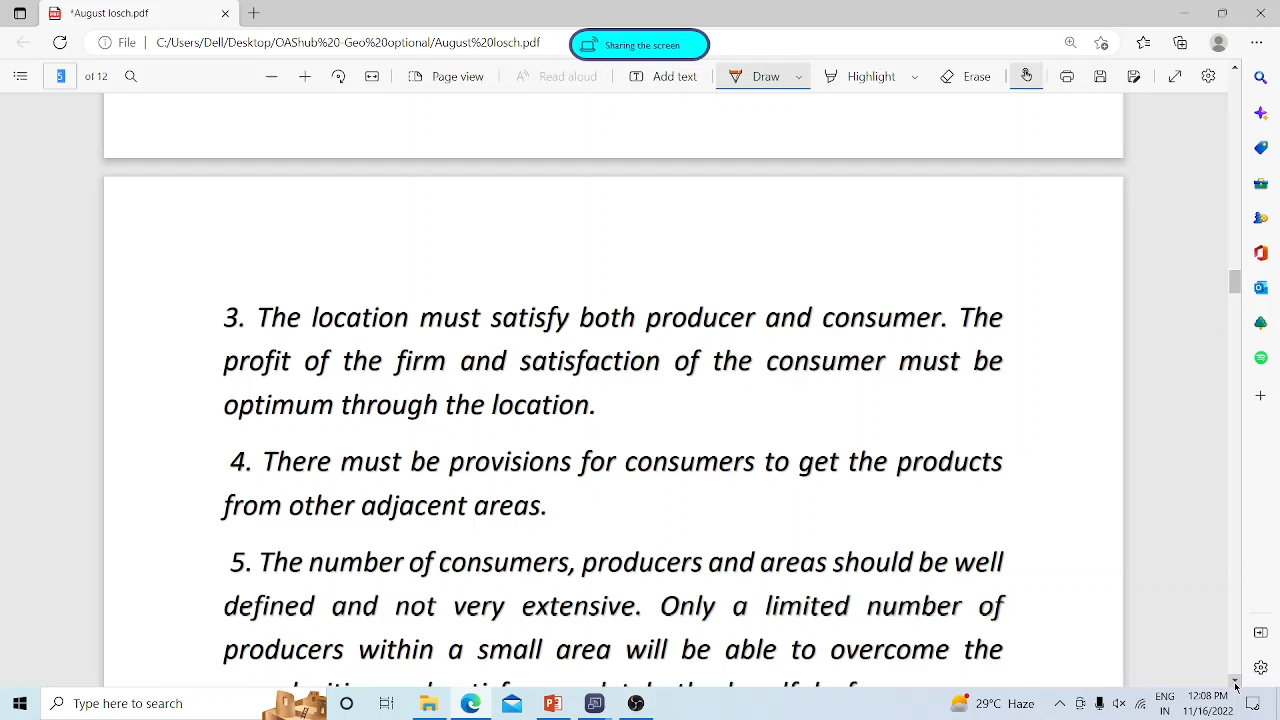 *August losch.pdf
File C:/Users/Dell/Desktop/OAShub%20-Geo%20optional/August%20losch.pdf
Sharing the screen
5 of 12
Page view
Read aloud
Add text
Draw
Highlight
Erase
3. The location must satisfy both producer and consumer. The
profit of the firm and satisfaction of the consumer must be
optimum through the location.
4. There must be provisions for consumers to get the products
from other adjacent areas.
5. The number of consumers, producers and areas should be well
defined and not very extensive. Only a limited number of
producers within a small area will be able to overcome the
Type here to search
29°C Haze
ENG
IN
12:08 PM
11/16/2022